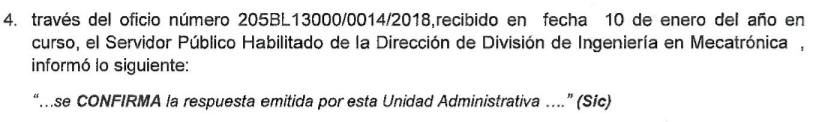 4. través del oficio número 205BL13000/0014/2018,recibido en fecha 10 de enero del año en
curso, el Servidor Público Habilitado de la Dirección de División de Ingeniería en Mecatrónica ,
informó lo siguiente:
"...se CONFIRMA la respuesta emitida por esta Unidad Administrativa ...." (Sic)